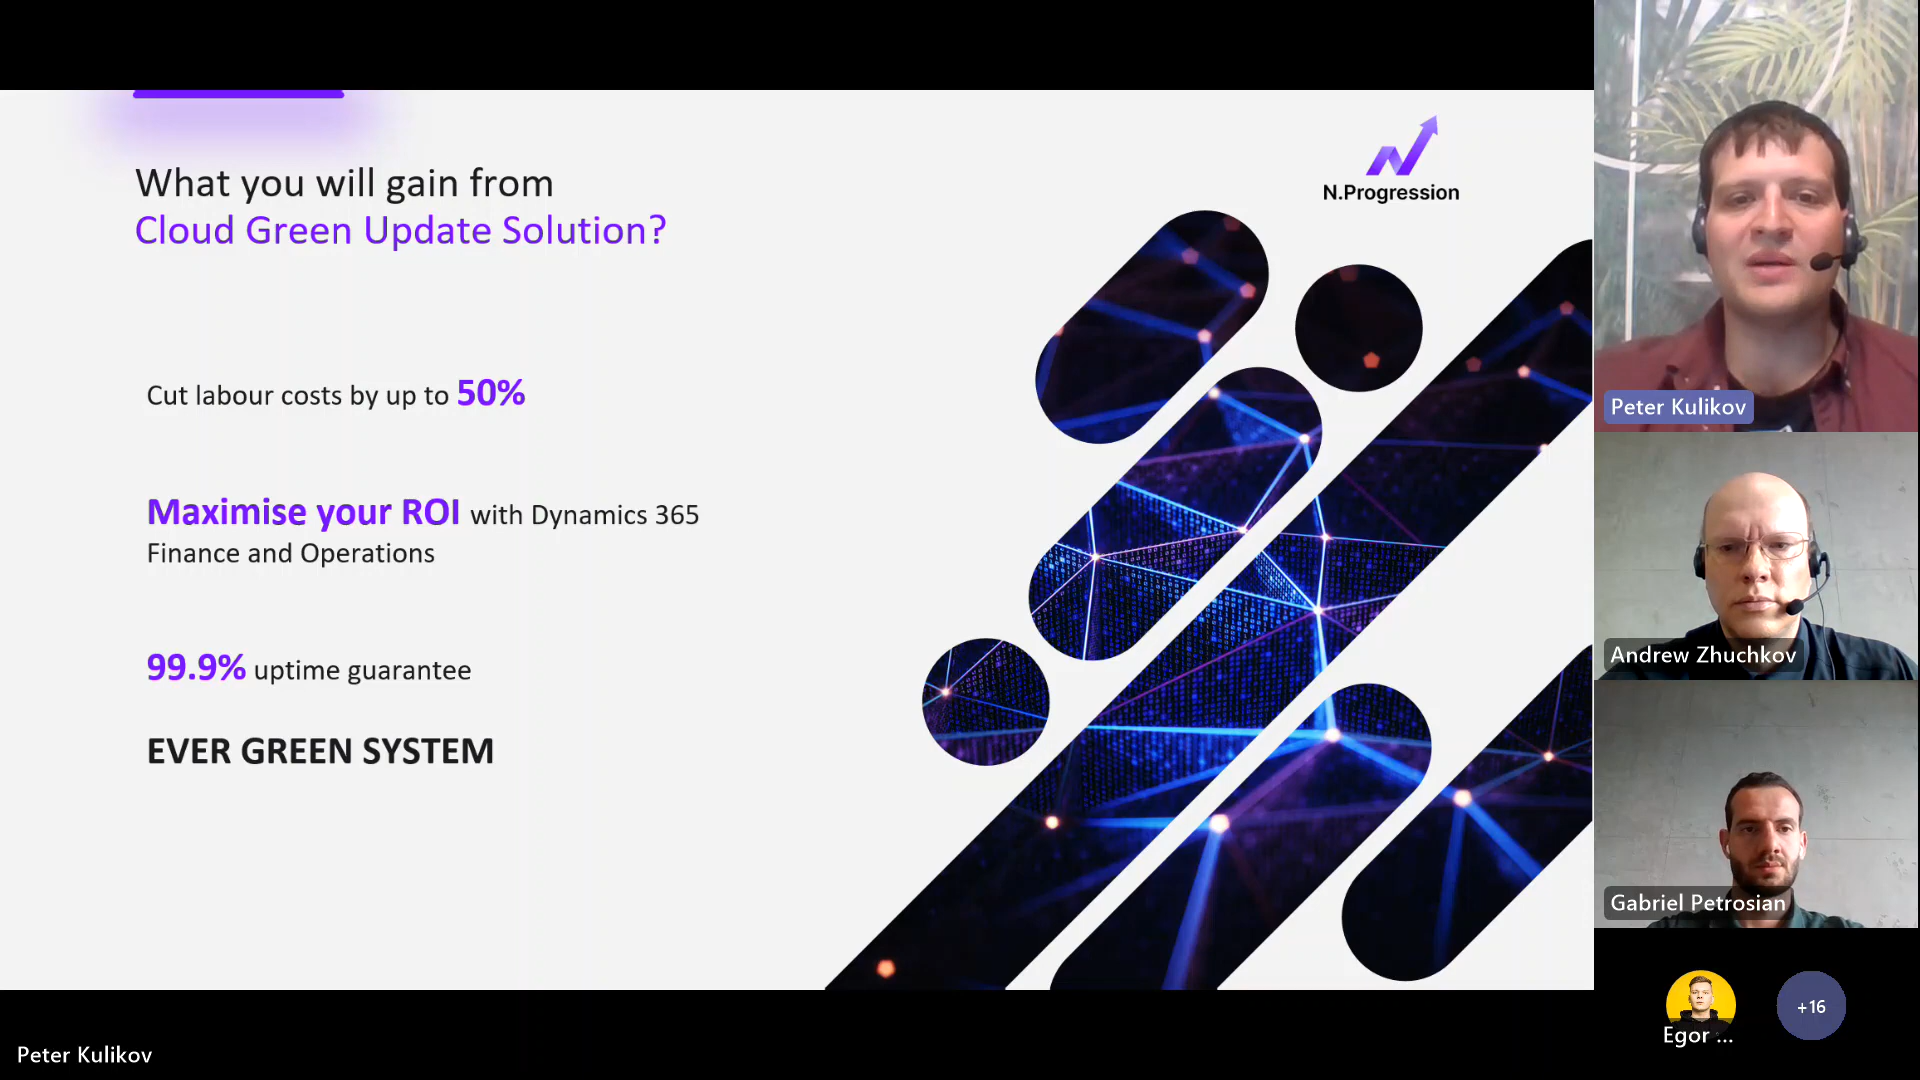 What you will gain from
Cloud Green Update Solution?
N.Progression
Cut labour costs by up to 50%
Maximise your ROI with Dynamics 365
Finance and Operations
99.9% uptime guarantee
EVER GREEN SYSTEM
Peter Kulikov
Andrew Zhuchkov
Gabriel Petrosian
Egor ...
+16
Peter Kulikov